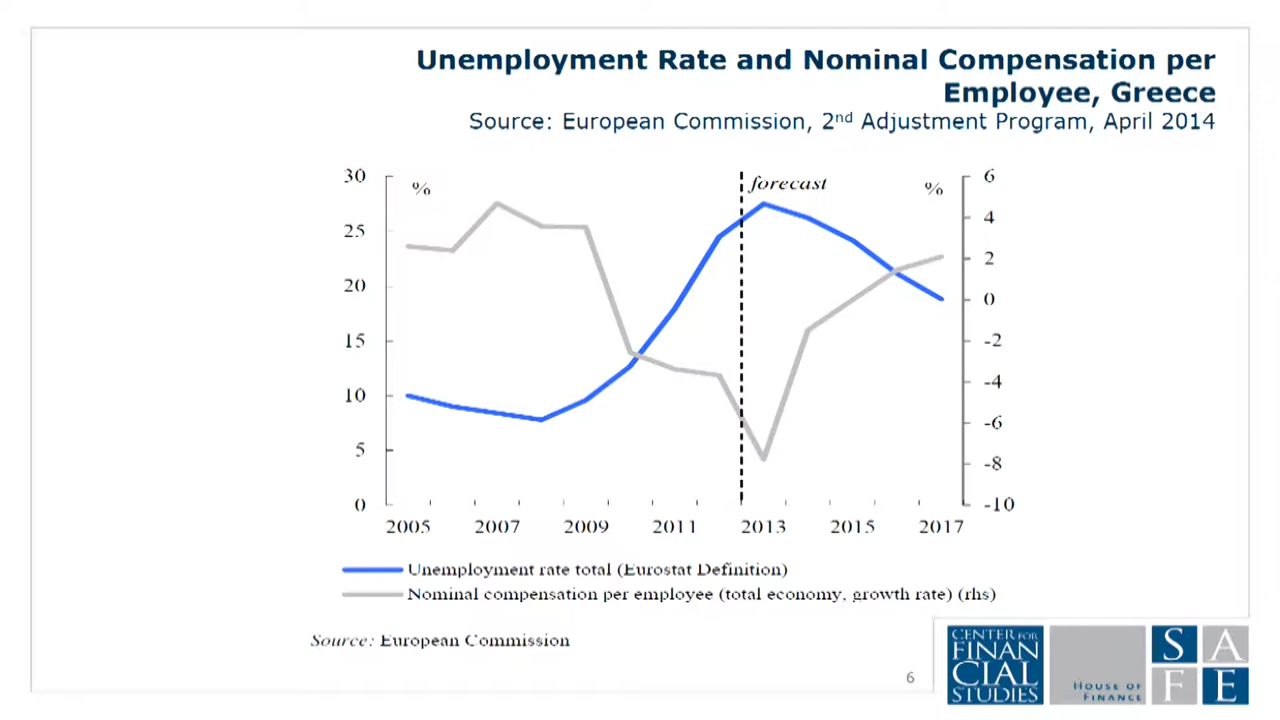 Unemployment Rate and Nominal Compensation per
Employee, Greece
Source: European Commission, 2nd Adjustment Program, April 2014
30 % forecast % 6
25 4
20 2
15 0
10 -2
5 -4
0 -6
-8
-10
2005 2007 2009 2011 2013 2015 2017
Unemployment rate total (Eurostat Definition)
Nominal compensation per employee (total economy, growth rate) (rhs)
Source: European Commission
6
CENTER FOR
FINAN
CIAL
STUDIES
HOUSE OF
FINANCE
S A
F E